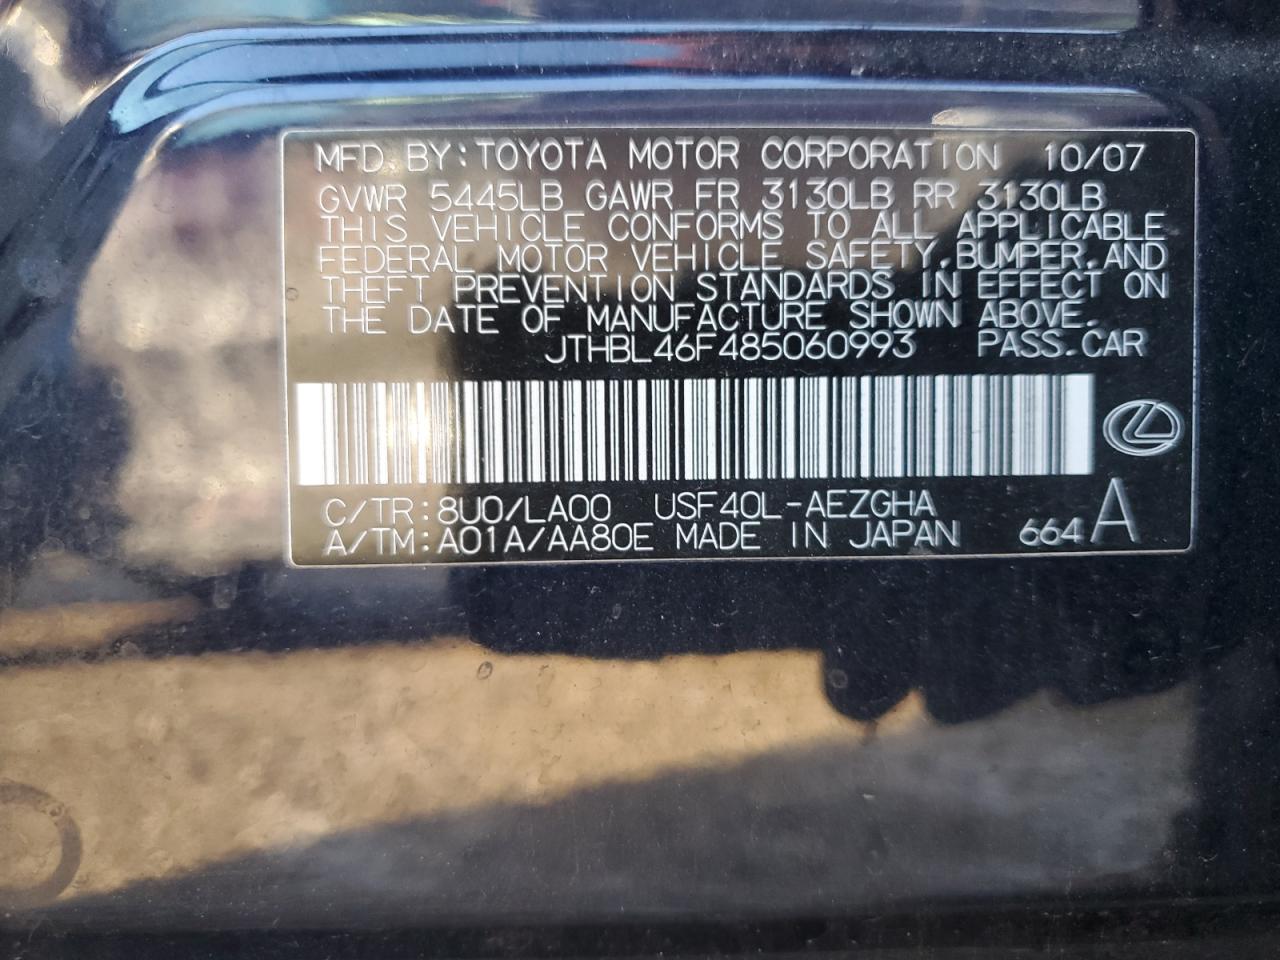 MFD. BY: TOYOTA MOTOR CORPORATION 10/07
GVWR 5445LB GAWR FR 3130LB RR 3130LB
THIS VEHICLE CONFORMS TO ALL APPLICABLE
FEDERAL MOTOR VEHICLE SAFETY, BUMPER, AND
THEFT PREVENTION STANDARDS IN EFFECT ON
THE DATE OF MANUFACTURE SHOWN ABOVE.
JTHBL46F485060993 PASS. CAR
C/TR: 8U0/LA00 USF40L-AEZGHA
A/TM: A01A/AA80E MADE IN JAPAN 664 A